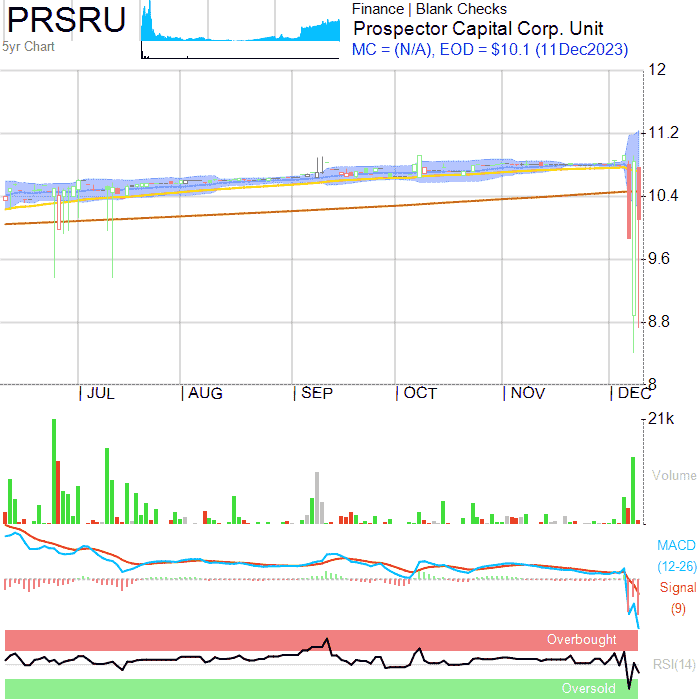 PRSRU
5yr Chart
Finance | Blank Checks
Prospector Capital Corp. Unit
MC = (N/A), EOD = $10.1 (11Dec2023)
12
11.2
10.4
9.6
8.8
8
| JUL | AUG | SEP | OCT | NOV | DEC
21k
Volume
MACD
(12-26)
Signal
(9)
Overbought
RSI(14)
Oversold